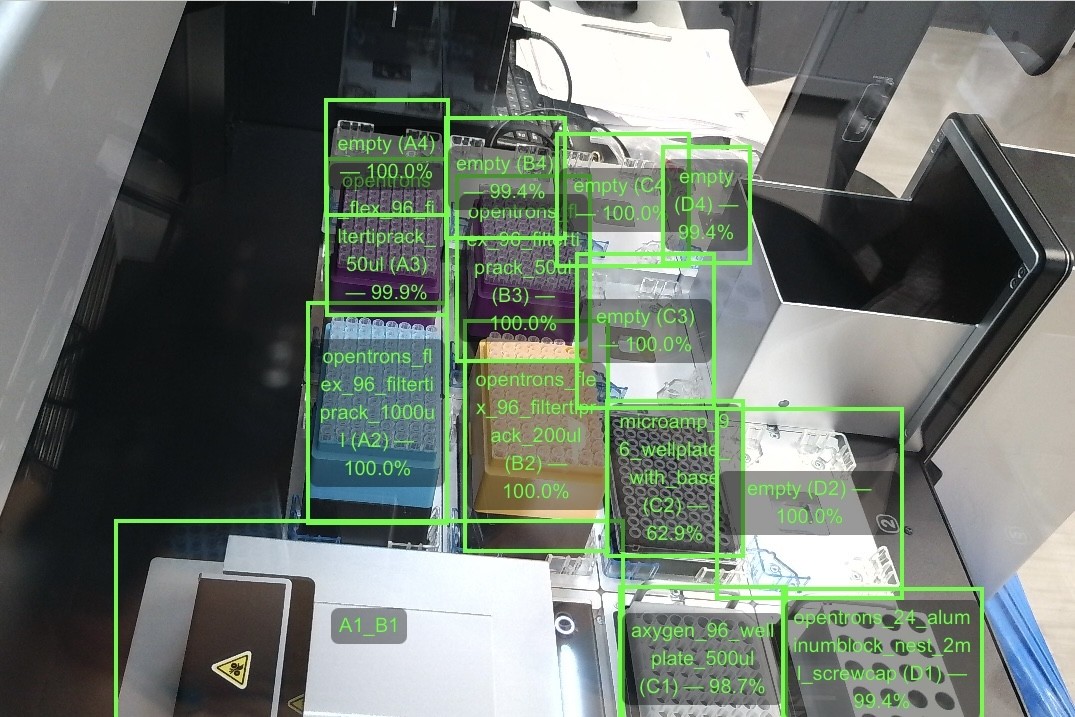 empty (A4)
— 100.0%
empty (B4)
— 99.4%
empty (C4)
— 100.0%
empty
(D4) —
99.4%
opentrons
_flex_96_fi
ltertiprack_
50ul (A3)
— 99.9%
opentrons_fl
ex_96_filterti
prack_50ul
(B3) —
100.0%
empty (C3)
— 100.0%
opentrons_fl
ex_96_filterti
prack_1000u
l (A2) —
100.0%
opentrons_fle
x_96_filtertipr
ack_200ul
(B2) —
100.0%
microamp_9
6_wellplate_
with_base
(C2) —
62.9%
empty (D2) —
100.0%
2
A1_B1
axygen_96_well
plate_500ul
(C1) — 98.7%
opentrons_24_alum
inumblock_nest_2m
l_screwcap (D1) —
99.4%